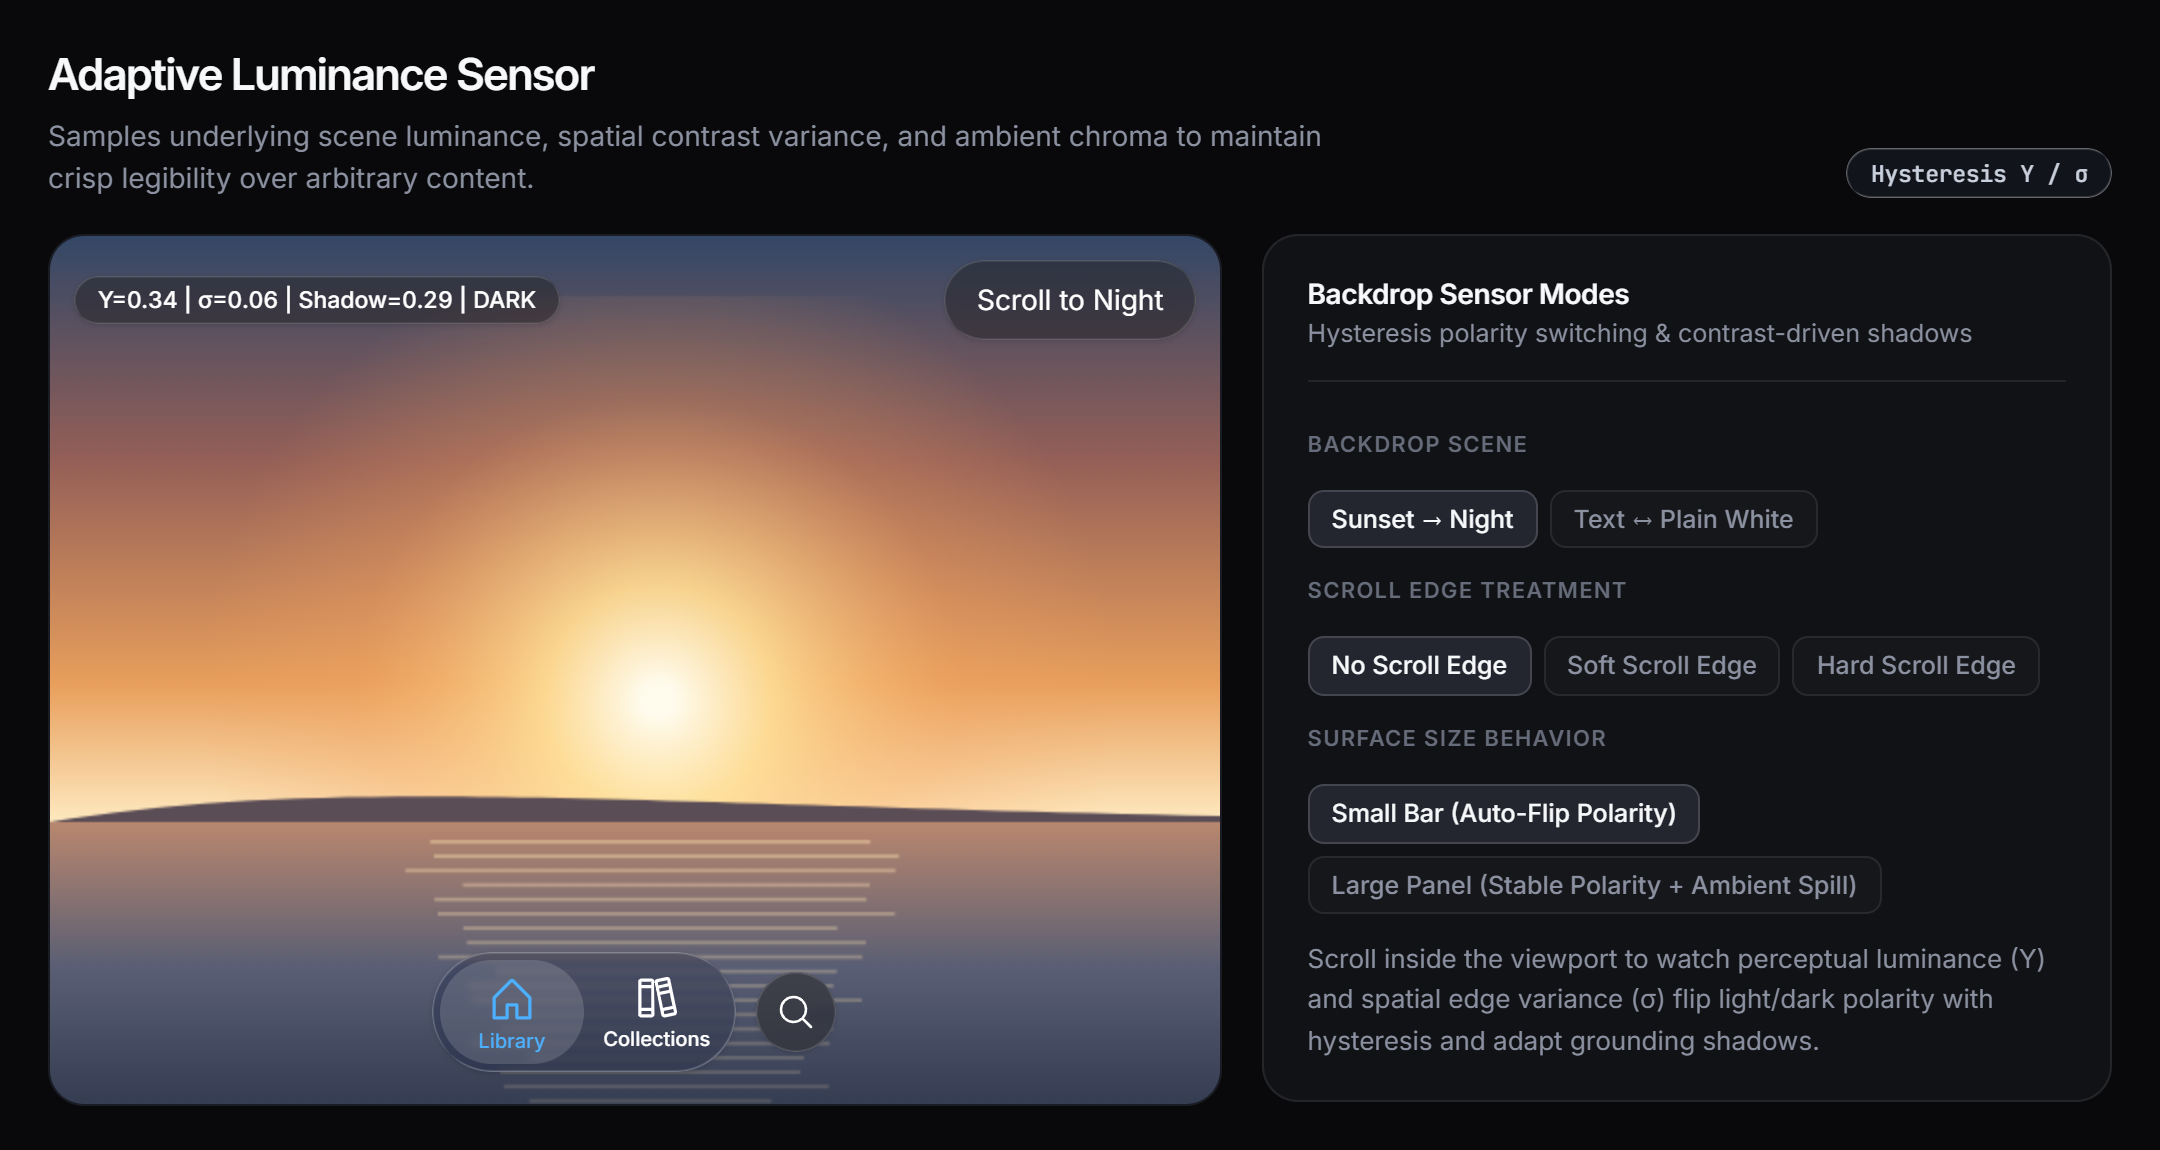 Adaptive Luminance Sensor
Samples underlying scene luminance, spatial contrast variance, and ambient chroma to maintain
crisp legibility over arbitrary content.
Hysteresis Y / σ
Y=0.34 | σ=0.06 | Shadow=0.29 | DARK
Scroll to Night
Library
Collections
Backdrop Sensor Modes
Hysteresis polarity switching & contrast-driven shadows
BACKDROP SCENE
Sunset → Night
Text ↔ Plain White
SCROLL EDGE TREATMENT
No Scroll Edge
Soft Scroll Edge
Hard Scroll Edge
SURFACE SIZE BEHAVIOR
Small Bar (Auto-Flip Polarity)
Large Panel (Stable Polarity + Ambient Spill)
Scroll inside the viewport to watch perceptual luminance (Y)
and spatial edge variance (σ) flip light/dark polarity with
hysteresis and adapt grounding shadows.